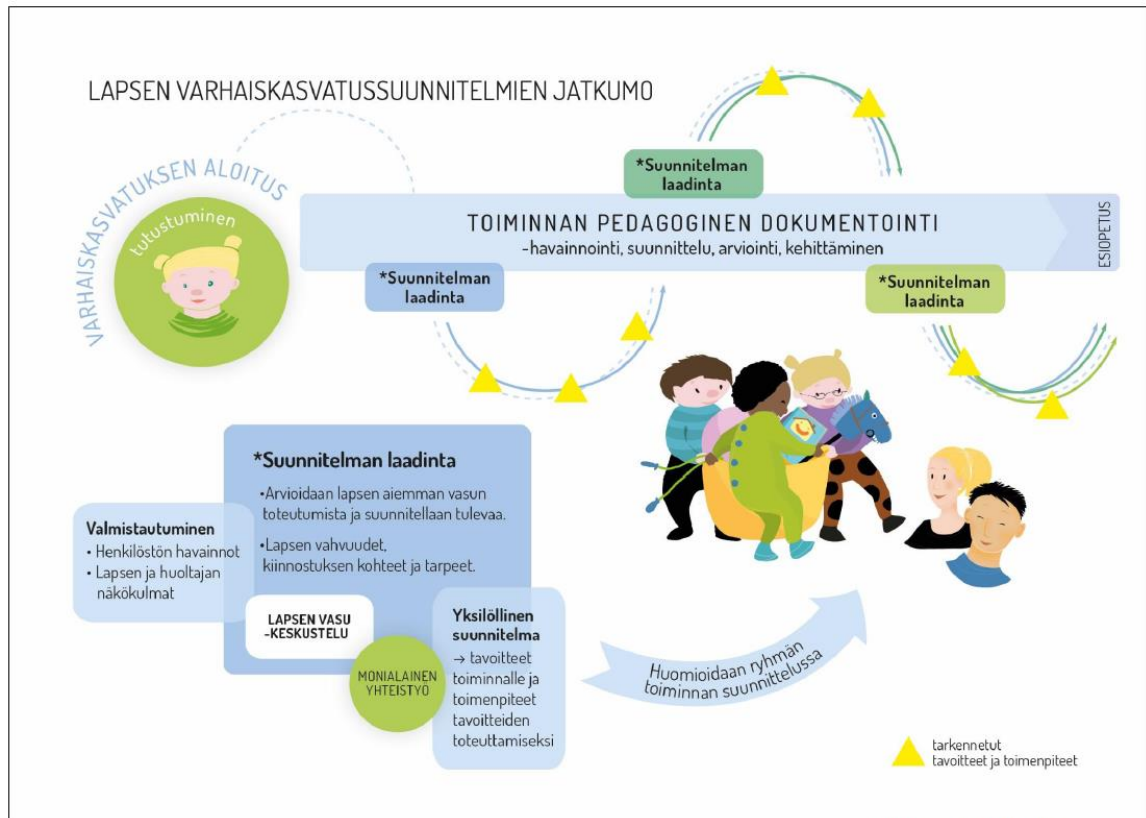 LAPSEN VARHAISKASVATUSSUUNNITELMIEN JATKUMO
VARHAISKASVATUKSEN ALOITUS
tutustuminen
*Suunnitelman
laadinta
TOIMINNAN PEDAGOGINEN DOKUMENTOINTI
-havainnointi, suunnittelu, arviointi, kehittäminen
ESIOPETUS
*Suunnitelman
laadinta
*Suunnitelman
laadinta
*Suunnitelman laadinta
•Arvioidaan lapsen aiemman vasun
toteutumista ja suunnitellaan tulevaa.
•Lapsen vahvuudet,
kiinnostuksen kohteet ja tarpeet.
Valmistautuminen
• Henkilöstön havainnot
• Lapsen ja huoltajan
näkökulmat
LAPSEN VASU
-KESKUSTELU
MONIALAINEN
YHTEISTYÖ
Yksilöllinen
suunnitelma
→ tavoitteet
toiminnalle ja
toimenpiteet
tavoitteiden
toteuttamiseksi
Huomioidaan ryhmän
toiminnan suunnittelussa
tarkennetut
tavoitteet ja toimenpiteet